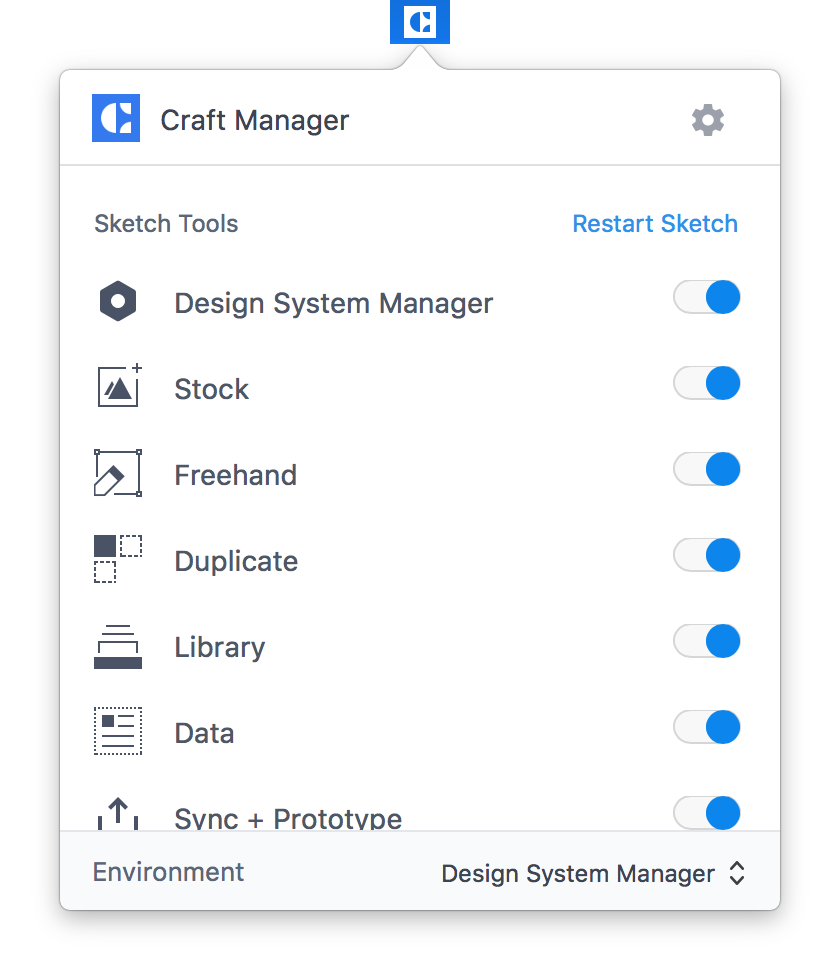 Craft Manager
Sketch Tools
Restart Sketch
Design System Manager
Stock
Freehand
Duplicate
Library
Data
Sync + Prototype
Environment
Design System Manager